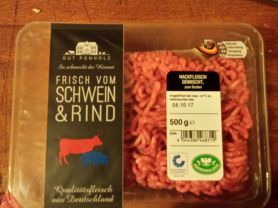 GUT PONHOLZ
So schmeckt die Heimat
FRISCH VOM
SCHWEIN
& RIND
Qualitätsfleisch
aus Deutschland
HACKFLEISCH
GEMISCHT,
zum Braten
08.10.17
500 g